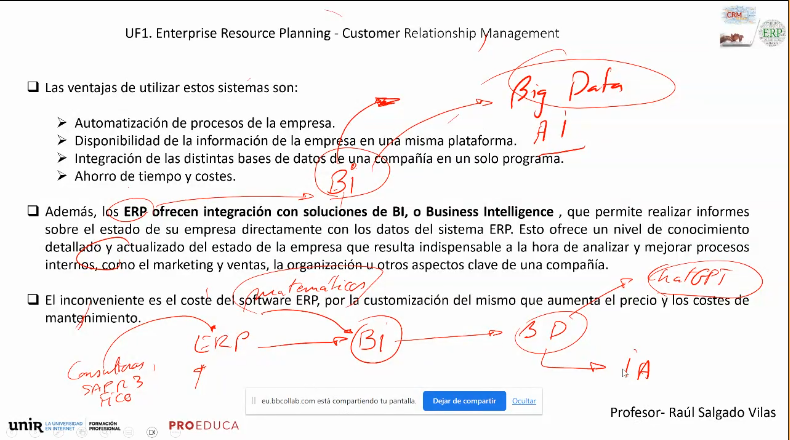 UF1. Enterprise Resource Planning - Customer Relationship Management
CRM
ERP
Las ventajas de utilizar estos sistemas son:
Big Data
AI
Automatización de procesos de la empresa.
Disponibilidad de la información de la empresa en una misma plataforma.
Integración de las distintas bases de datos de una compañía en un solo programa.
Ahorro de tiempo y costes.
Bi
Además, los ERP ofrecen integración con soluciones de BI, o Business Intelligence , que permite realizar informes
sobre el estado de su empresa directamente con los datos del sistema ERP. Esto ofrece un nivel de conocimiento
detallado y actualizado del estado de la empresa que resulta indispensable a la hora de analizar y mejorar procesos
internos, como el marketing y ventas, la organización u otros aspectos clave de una compañía.
matemáticos
chatGPT
El inconveniente es el coste del software ERP, por la customización del mismo que aumenta el precio y los costes de
mantenimiento.
ERP
Bi
BD
iA
Consultoras
SAP R3
eu.bbcollab.com está compartiendo tu pantalla.
Dejar de compartir
Ocultar
Profesor- Raúl Salgado Vilas
unir LA UNIVERSIDAD EN INTERNET
FORMACIÓN PROFESIONAL
PROEDUCA